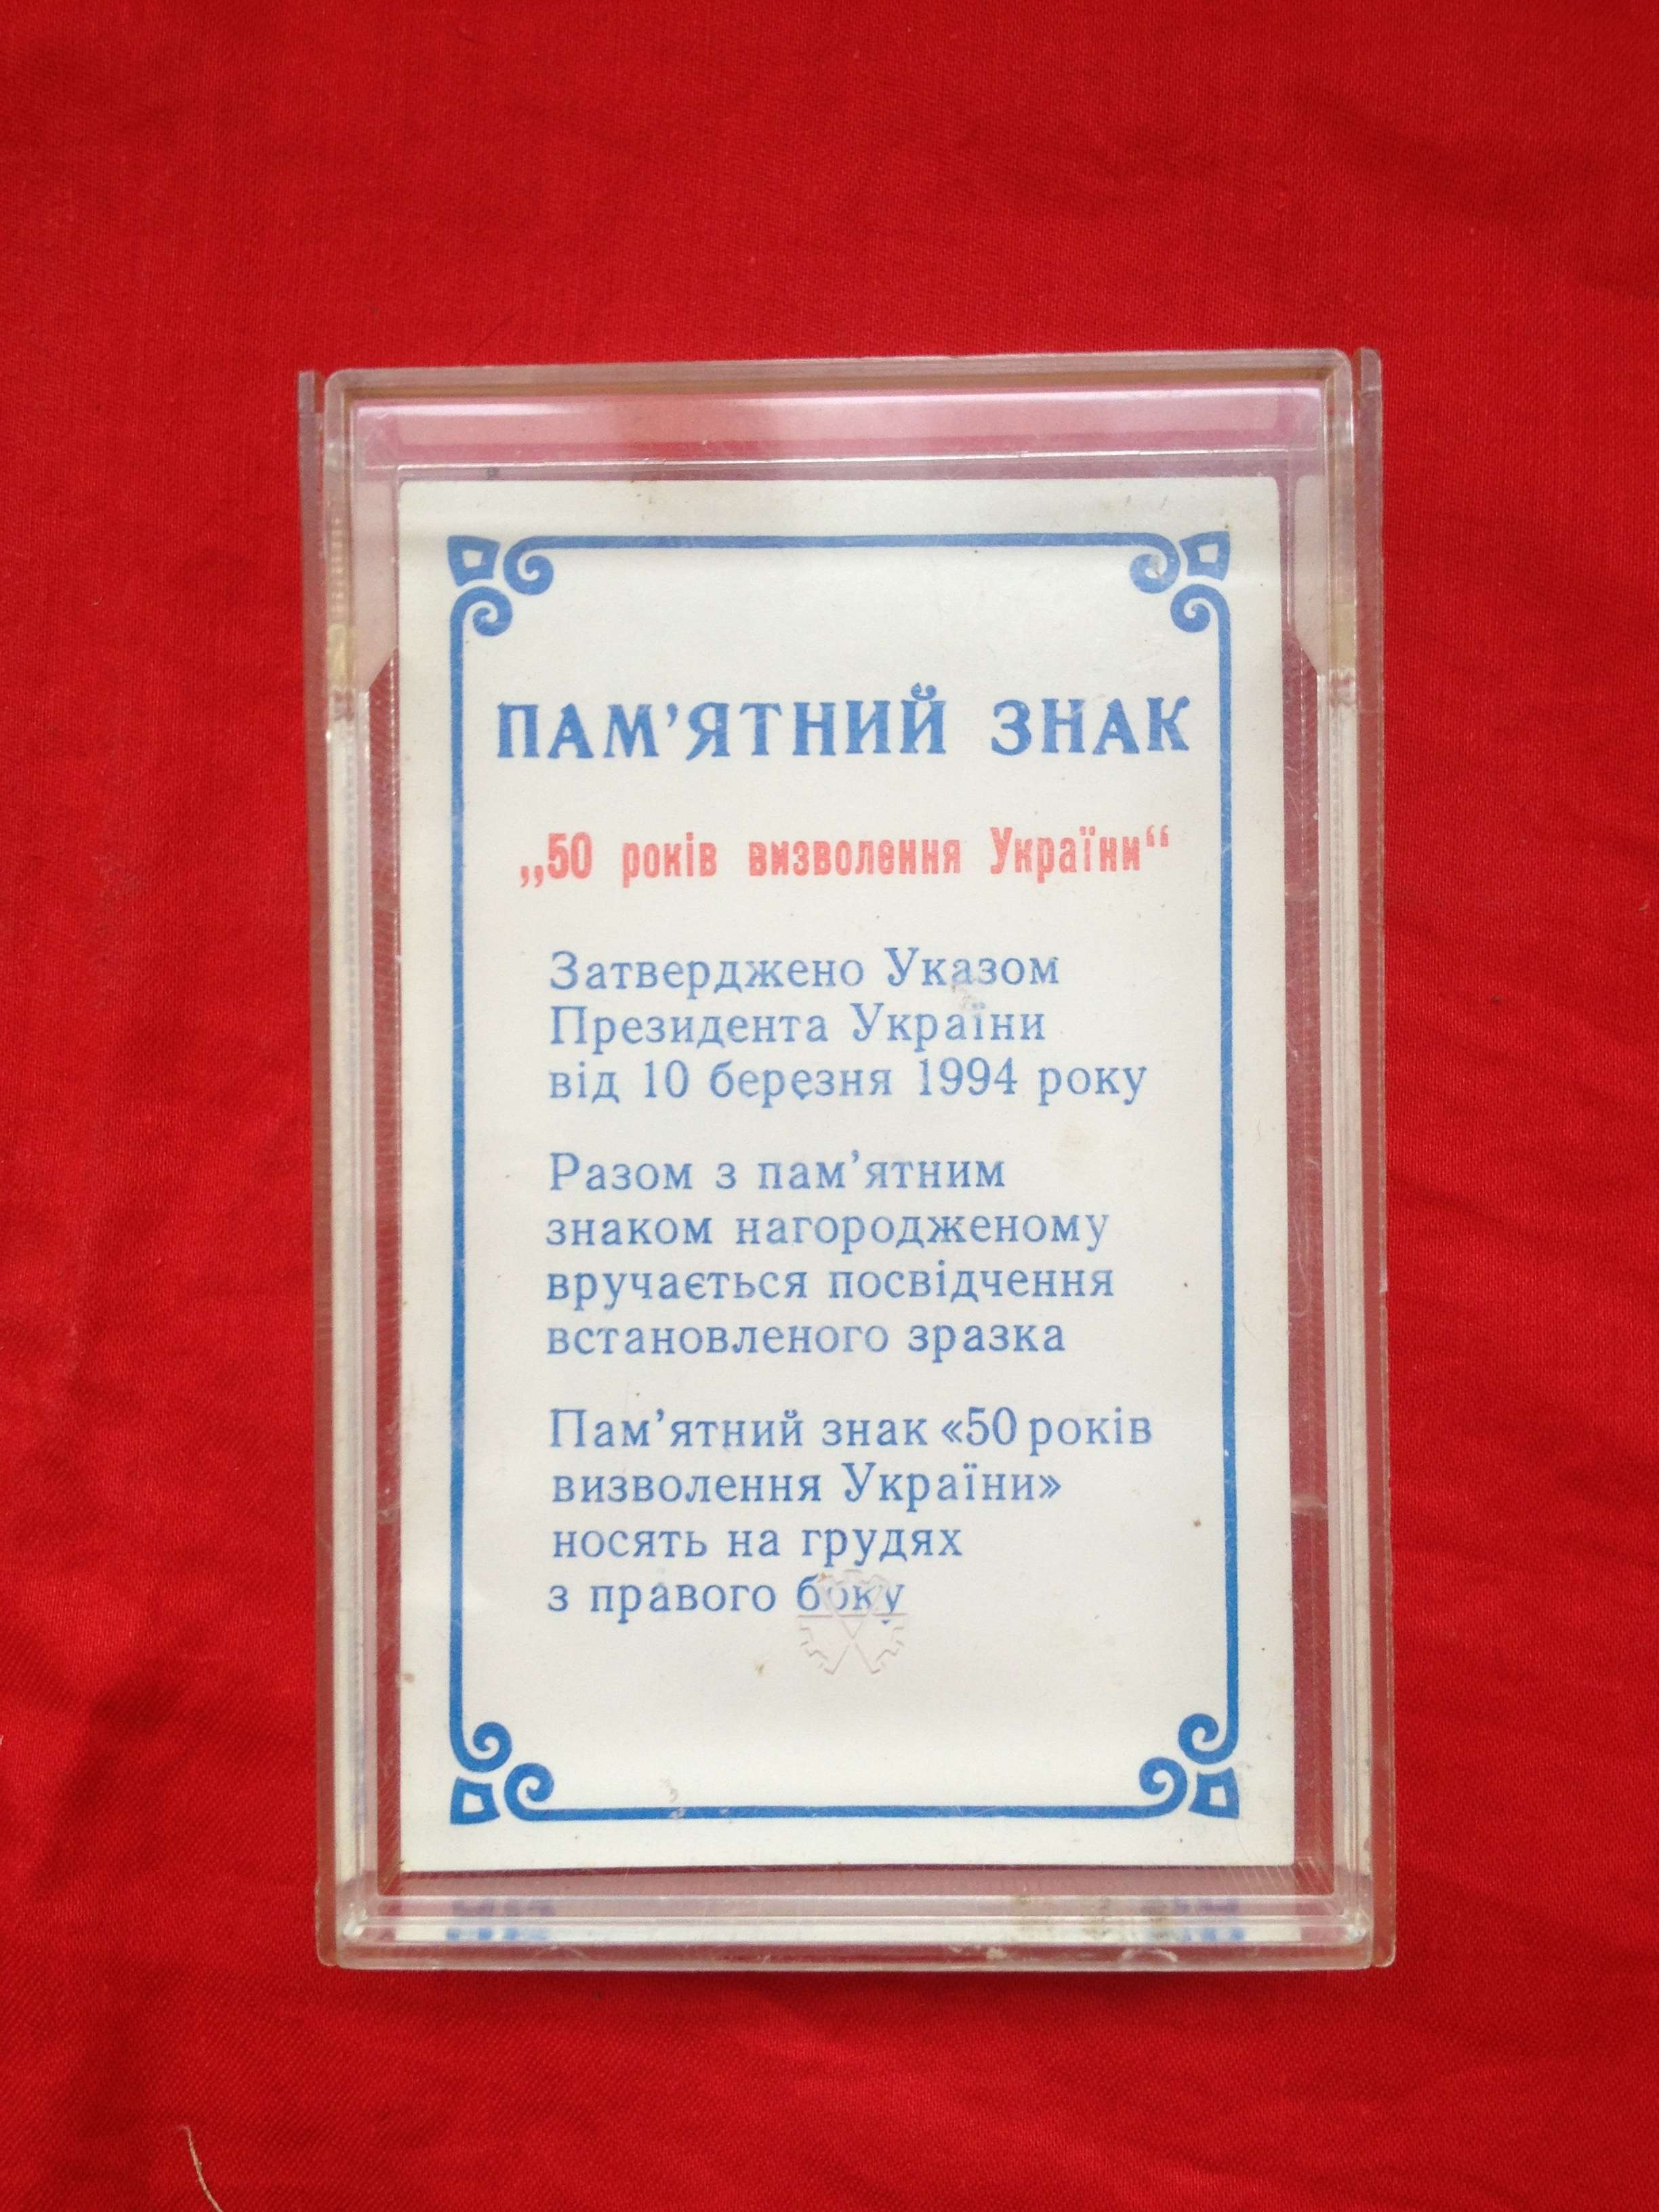 ПАМ’ЯТНИЙ ЗНАК
„50 років визволення України“
Затверджено Указом
Президента України
від 10 березня 1994 року
Разом з пам’ятним
знаком нагородженому
вручається посвідчення
встановленого зразка
Пам’ятний знак «50 років
визволення України»
носять на грудях
з правого боку